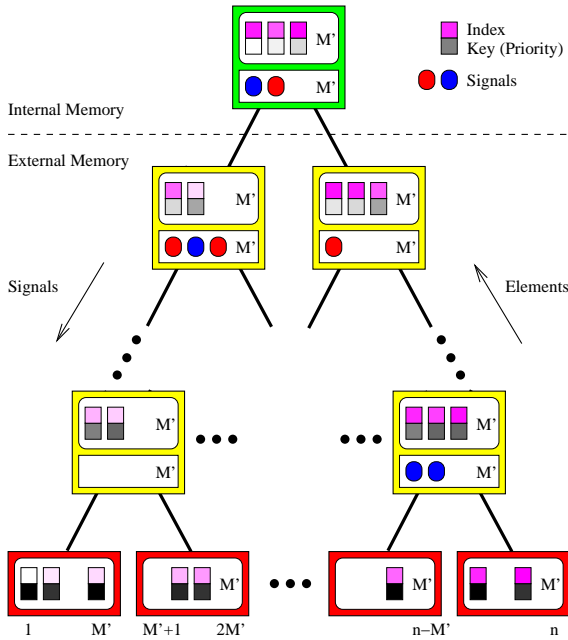 M'
Index
Key (Priority)
M'
Signals
Internal Memory
External Memory
M'
M'
M'
M'
Signals
Elements
M'
M'
M'
M'
M'
M'
M'
1
M'
M'+1
2M'
n−M'
n